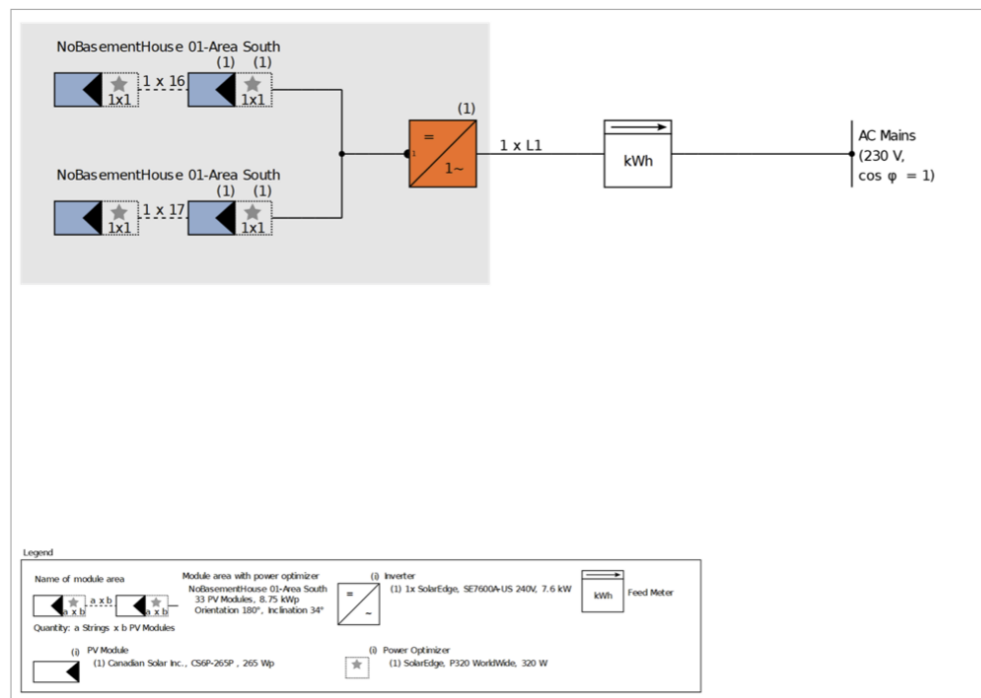 NoBasementHouse 01-Area South
(1) (1)
1 x 16
1x1 1x1
NoBasementHouse 01-Area South
(1) (1)
1 x 17
1x1 1x1
(1)
=
1
1~
1 x L1
kWh
AC Mains
(230 V,
cos φ = 1)
Legend
Name of module area
a x b
a x b a x b
Quantity: a Strings x b PV Modules
Module area with power optimizer
NoBasementHouse 01-Area South
33 PV Modules, 8.75 kWp
Orientation 180°, Inclination 34°
=
~
(i) Inverter
(1) 1x SolarEdge, SE7600A-US 240V, 7.6 kW
kWh
Feed Meter
(i) PV Module
(1) Canadian Solar Inc., CS6P-265P , 265 Wp
(i) Power Optimizer
(1) SolarEdge, P320 WorldWide, 320 W